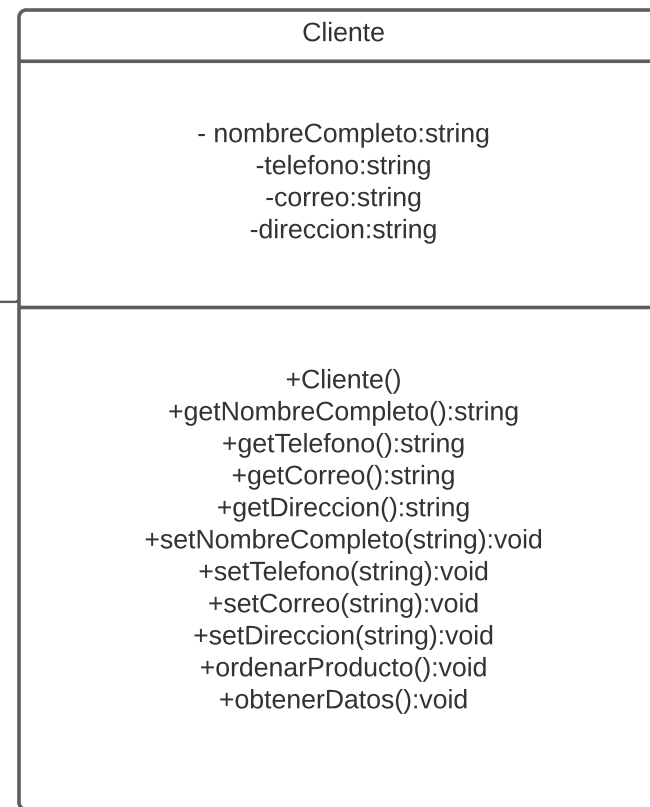 Cliente
- nombreCompleto:string
-telefono:string
-correo:string
-direccion:string
+Cliente()
+getNombreCompleto():string
+getTelefono():string
+getCorreo():string
+getDireccion():string
+setNombreCompleto(string):void
+setTelefono(string):void
+setCorreo(string):void
+setDireccion(string):void
+ordenarProducto():void
+obtenerDatos():void